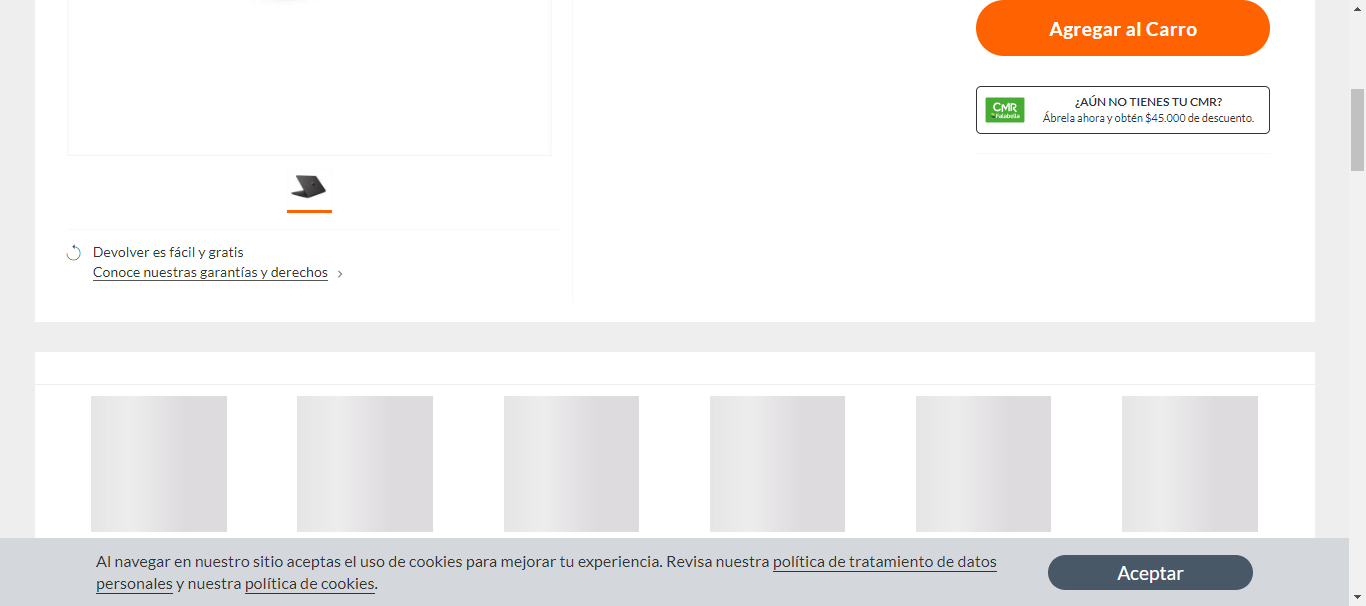 Agregar al Carro
CMR
Falabella
¿AÚN NO TIENES TU CMR?
Ábrela ahora y obtén $45.000 de descuento.
Devolver es fácil y gratis
Conoce nuestras garantías y derechos
Al navegar en nuestro sitio aceptas el uso de cookies para mejorar tu experiencia. Revisa nuestra política de tratamiento de datos
personales y nuestra política de cookies.
Aceptar